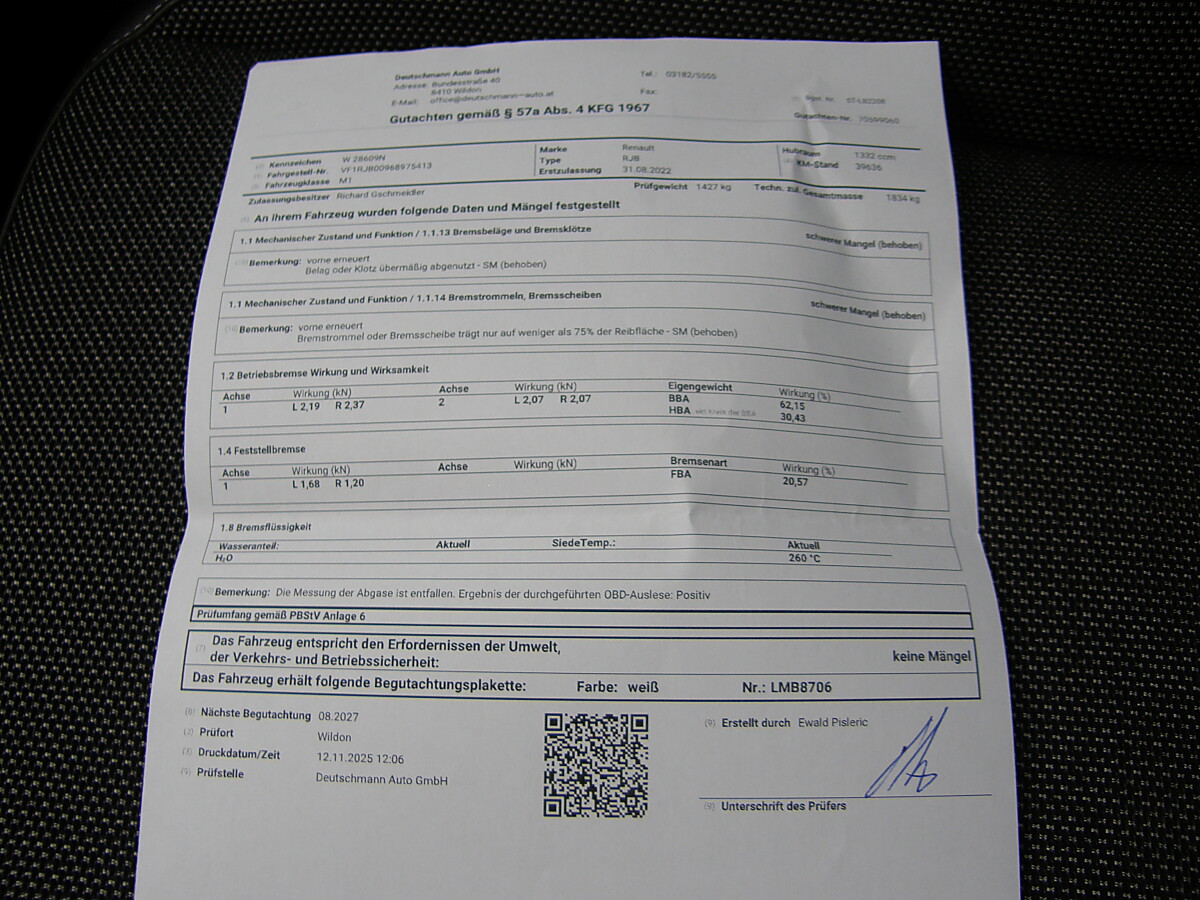 Deutschmann Auto GmbH
Adresse: Bundesstraße 40
8410 Wildon
E-Mail: office@deutschmann-auto.at
Tel.: 03182/5555
Fax:
Gutachten gemäß § 57a Abs. 4 KFG 1967
Gutachten-Nr.
Kennzeichen W 28609N
Fahrgestell-Nr. VF1RJB00968975413
Fahrzeugklasse M1
Marke Renault
Type RJB
Erstzulassung 31.08.2022
Hubraum 1332 ccm
KM-Stand 39636
Zulassungsbesitzer Richard Gschmeidler
Prüfgewicht 1427 kg Techn. zul. Gesamtmasse 1834 kg
An ihrem Fahrzeug wurden folgende Daten und Mängel festgestellt
1.1 Mechanischer Zustand und Funktion / 1.1.13 Bremsbeläge und Bremsklötze schwerer Mangel (behoben)
Bemerkung: vorne erneuert
Belag oder Klotz übermäßig abgenutzt - SM (behoben)
1.1 Mechanischer Zustand und Funktion / 1.1.14 Bremstrommeln, Bremsscheiben schwerer Mangel (behoben)
(10) Bemerkung: vorne erneuert
Bremstrommel oder Bremsscheibe trägt nur auf weniger als 75% der Reibfläche - SM (behoben)
1.2 Betriebsbremse Wirkung und Wirksamkeit
Achse Wirkung (kN) Achse Wirkung (kN) Eigengewicht Wirkung (%)
1 L 2,19 R 2,37 2 L 2,07 R 2,07 BBA 62,15
HBA 30,43
1.4 Feststellbremse
Achse Wirkung (kN) Achse Wirkung (kN) Bremsenart Wirkung (%)
1 L 1,68 R 1,20 FBA 20,57
1.8 Bremsflüssigkeit
Wasseranteil: Aktuell SiedeTemp.: Aktuell
H₂O 260 °C
(10) Bemerkung: Die Messung der Abgase ist entfallen. Ergebnis der durchgeführten OBD-Auslese: Positiv
Prüfumfang gemäß PBStV Anlage 6
(7) Das Fahrzeug entspricht den Erfordernissen der Umwelt,
der Verkehrs- und Betriebssicherheit: keine Mängel
Das Fahrzeug erhält folgende Begutachtungsplakette: Farbe: weiß Nr.: LMB8706
(8) Nächste Begutachtung 08.2027
(2) Prüfort Wildon
(3) Druckdatum/Zeit 12.11.2025 12:06
(9) Prüfstelle Deutschmann Auto GmbH
(9) Erstellt durch Ewald Pisleric
(9) Unterschrift des Prüfers